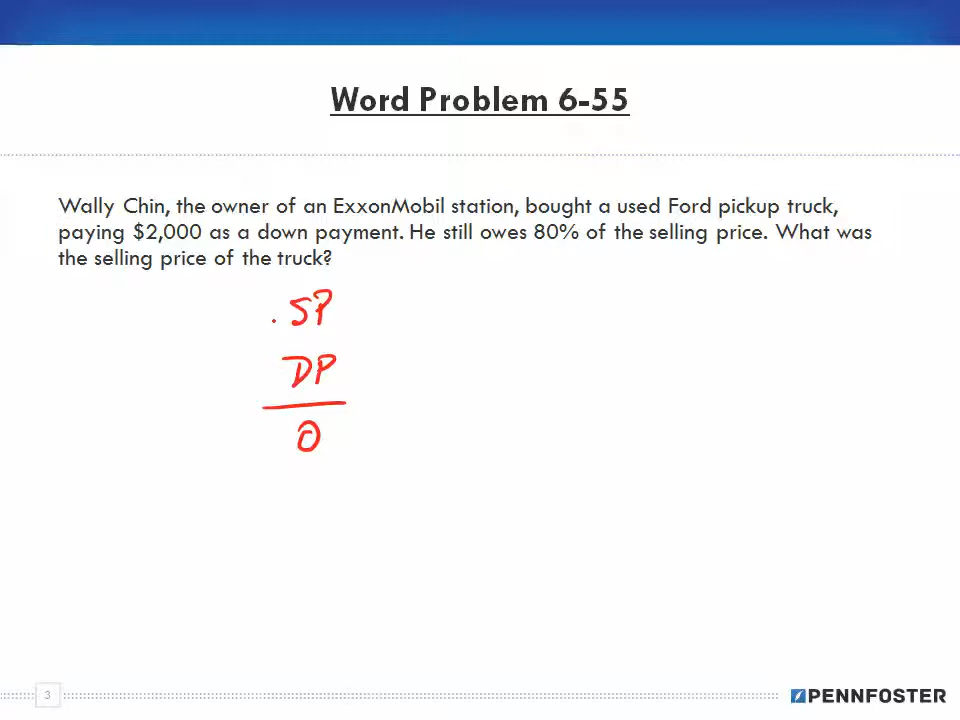 Word Problem 6-55
Wally Chin, the owner of an ExxonMobil station, bought a used Ford pickup truck,
paying $2,000 as a down payment. He still owes 80% of the selling price. What was
the selling price of the truck?
. SP
DP
O
3
PENNFOSTER